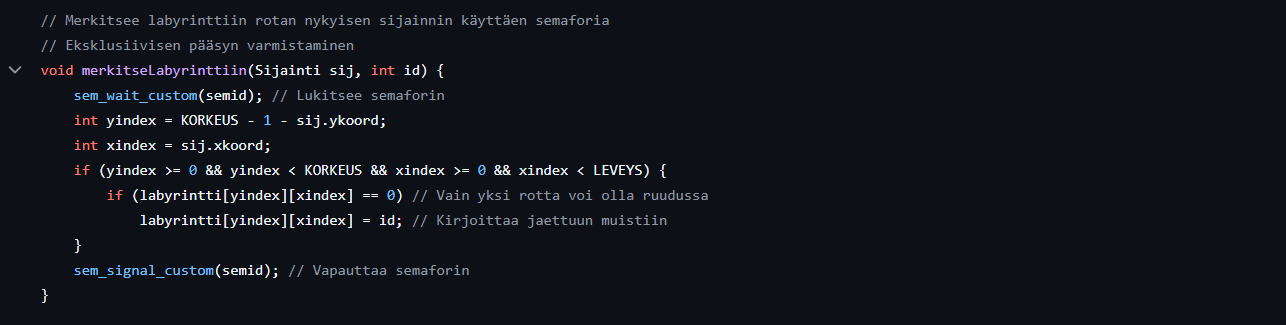 // Merkitsee labyrinttiin rotan nykyisen sijainnin käyttäen semaforia
// Eksklusiivisen pääsyn varmistaminen
void merkitseLabyrinttiin(Sijainti sij, int id) {
    sem_wait_custom(semid); // Lukitsee semaforin
    int yindex = KORKEUS - 1 - sij.ykoord;
    int xindex = sij.xkoord;
    if (yindex >= 0 && yindex < KORKEUS && xindex >= 0 && xindex < LEVEYS) {
        if (labyrintti[yindex][xindex] == 0) // Vain yksi rotta voi olla ruudussa
            labyrintti[yindex][xindex] = id; // Kirjoittaa jaettuun muistiin
    }
    sem_signal_custom(semid); // Vapauttaa semaforin
}